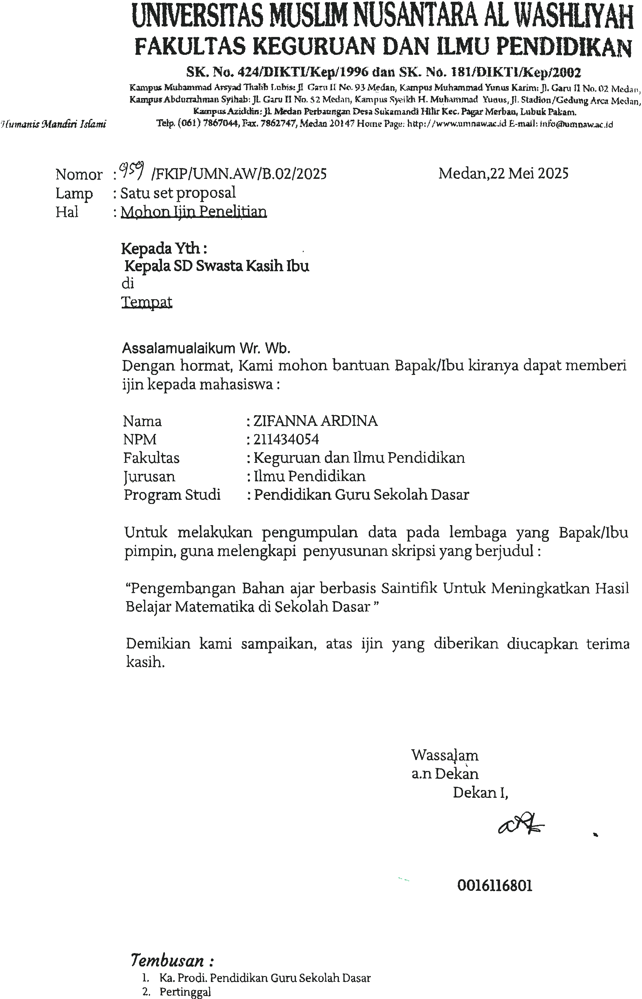 UNIVERSITAS MUSLIM NUSANTARA AL WASHLIYAH
FAKULTAS KEGURUAN DAN ILMU PENDIDIKAN
SK. No. 424/DIKTI/Kep/1996 dan SK. No. 181/DIKTI/Kep/2002
Kampus Muhammad Arsyad Thalib Lubis: Jl Garu II No. 93 Medan, Kampus Muhammad Yunus Karim: Jl. Garu II No. 02 Medan,
Kampus Abdurrahman Syihab: Jl. Garu II No. 52 Medan, Kampus Syeikh H. Muhammad Yunus, Jl. Stadion/Gedung Arca Medan,
Kampus Aziddin: Jl. Medan Perbaungan Desa Sukamandi Hilir Kec. Pagar Merbau, Lubuk Pakam.
Humanis Mandiri Islami Telp. (061) 7867044, Fax. 7862747, Medan 20147 Home Page: http://www.umnaw.ac.id E-mail: info@umnaw.ac.id
Nomor : 959 /FKIP/UMN.AW/B.02/2025 Medan,22 Mei 2025
Lamp : Satu set proposal
Hal : Mohon Ijin Penelitian
Kepada Yth :
Kepala SD Swasta Kasih Ibu
di
Tempat
Assalamualaikum Wr. Wb.
Dengan hormat, Kami mohon bantuan Bapak/Ibu kiranya dapat memberi
ijin kepada mahasiswa :
Nama : ZIFANNA ARDINA
NPM : 211434054
Fakultas : Keguruan dan Ilmu Pendidikan
Jurusan : Ilmu Pendidikan
Program Studi : Pendidikan Guru Sekolah Dasar
Untuk melakukan pengumpulan data pada lembaga yang Bapak/Ibu
pimpin, guna melengkapi penyusunan skripsi yang berjudul :
“Pengembangan Bahan ajar berbasis Saintifik Untuk Meningkatkan Hasil
Belajar Matematika di Sekolah Dasar ”
Demikian kami sampaikan, atas ijin yang diberikan diucapkan terima
kasih.
Wassalam
a.n Dekan
Dekan I,
0016116801
Tembusan :
1. Ka. Prodi. Pendidikan Guru Sekolah Dasar
2. Pertinggal